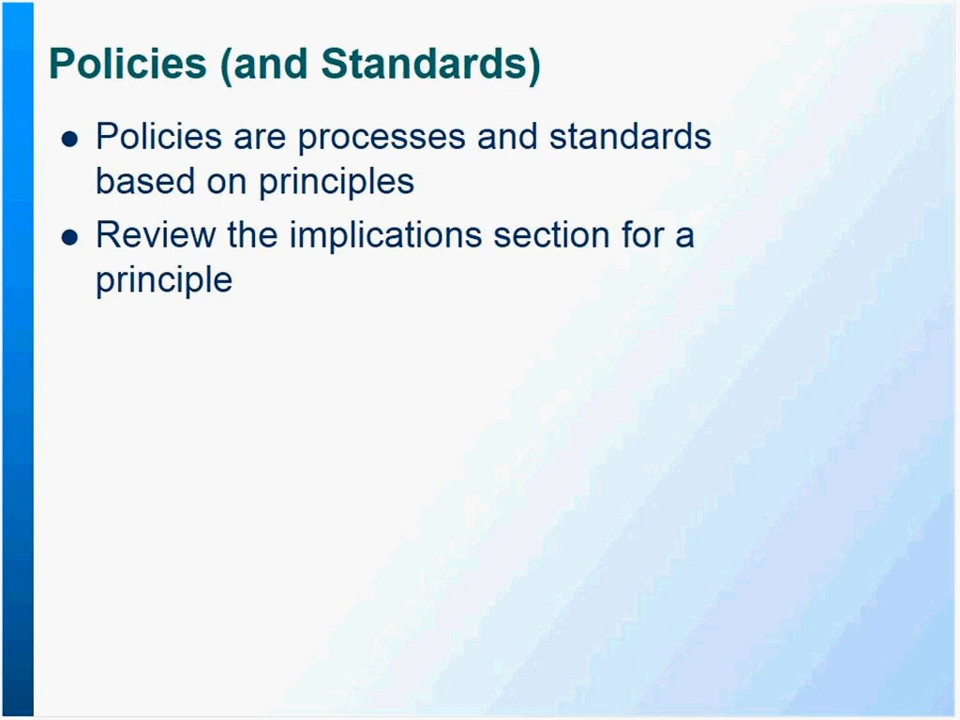 Policies (and Standards)
● Policies are processes and standards
based on principles
● Review the implications section for a
principle